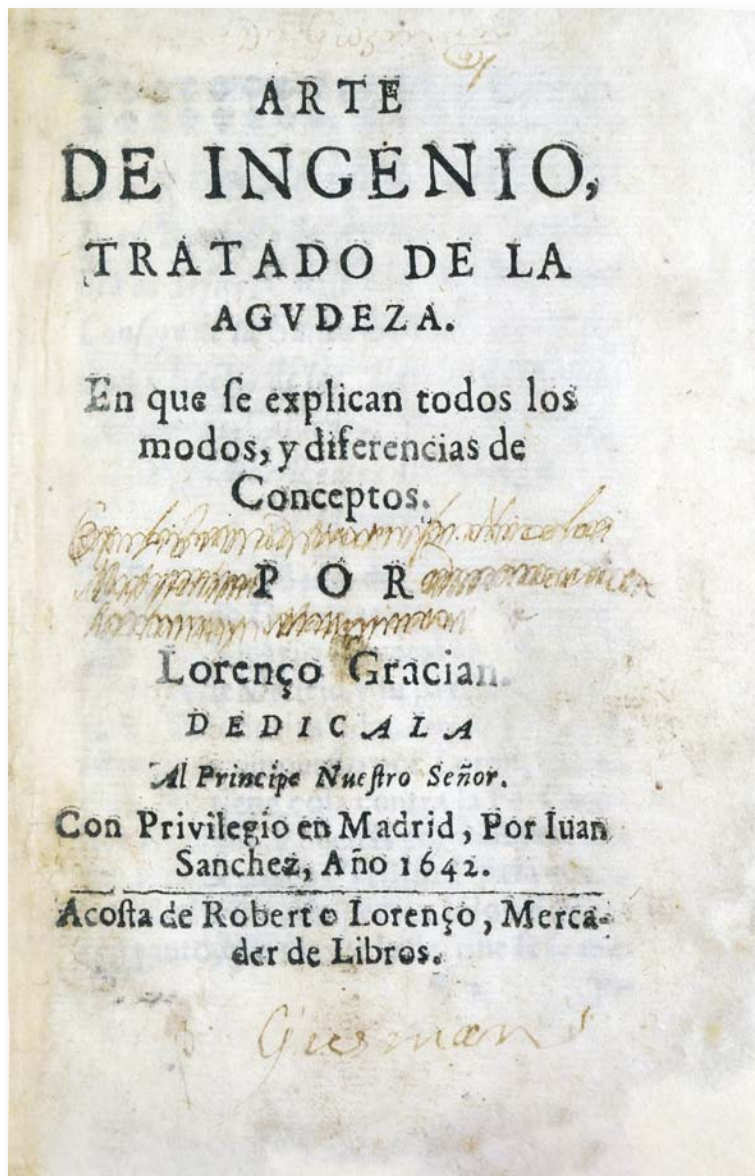 ARTE
DE INGENIO,
TRATADO DE LA
AGVDEZA.
En que ſe explican todos los
modos, y diferencias de
Conceptos.
POR
Lorenço Gracian.
DEDICALA
Al Principe Nueſtro Señor.
Con Privilegio en Madrid, Por Iuan
Sanchez, Año 1642.
Acoſta de Roberto Lorenço, Merca-
der de Libros.
Gusman